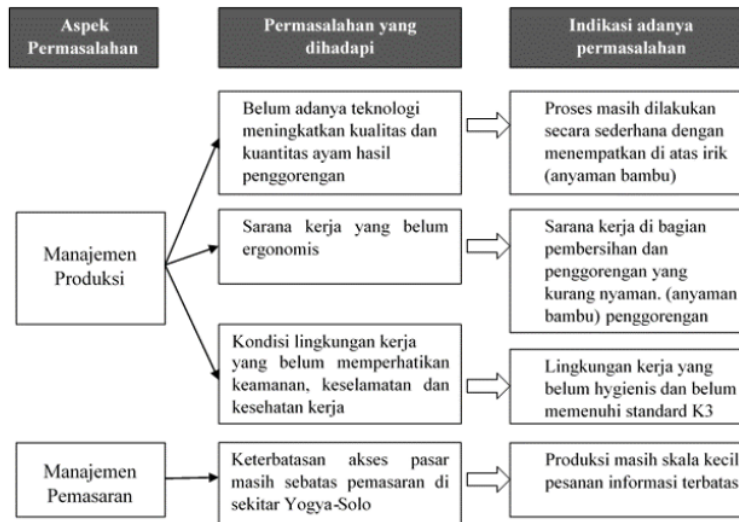 Aspek
Permasalahan
Permasalahan yang
dihadapi
Indikasi adanya
permasalahan
Manajemen
Produksi
Belum adanya teknologi
meningkatkan kualitas dan
kuantitas ayam hasil
penggorengan
Proses masih dilakukan
secara sederhana dengan
menempatkan di atas irik
(anyaman bambu)
Sarana kerja yang belum
ergonomis
Sarana kerja di bagian
pembersihan dan
penggorengan yang
kurang nyaman. (anyaman
bambu) penggorengan
Kondisi lingkungan kerja
yang belum memperhatikan
keamanan, keselamatan dan
kesehatan kerja
Lingkungan kerja yang
belum hygienis dan belum
memenuhi standard K3
Manajemen
Pemasaran
Keterbatasan akses pasar
masih sebatas pemasaran di
sekitar Yogya-Solo
Produksi masih skala kecil
pesanan informasi terbatas